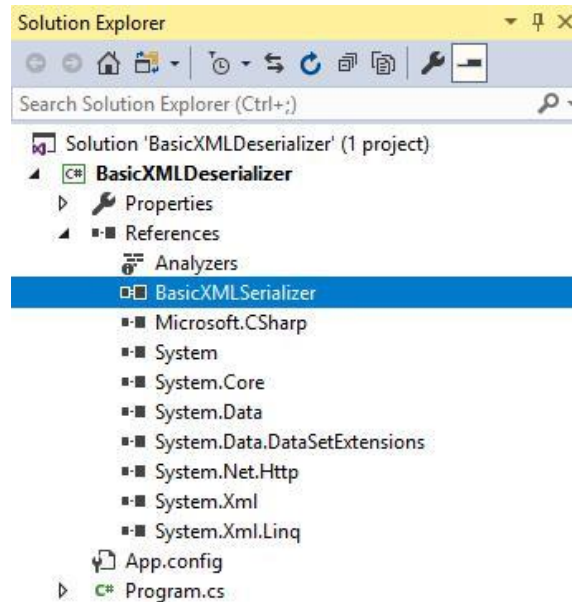 Solution Explorer
Search Solution Explorer (Ctrl+;)
Solution 'BasicXMLDeserializer' (1 project)
C# BasicXMLDeserializer
Properties
References
Analyzers
BasicXMLSerializer
Microsoft.CSharp
System
System.Core
System.Data
System.Data.DataSetExtensions
System.Net.Http
System.Xml
System.Xml.Linq
App.config
C# Program.cs